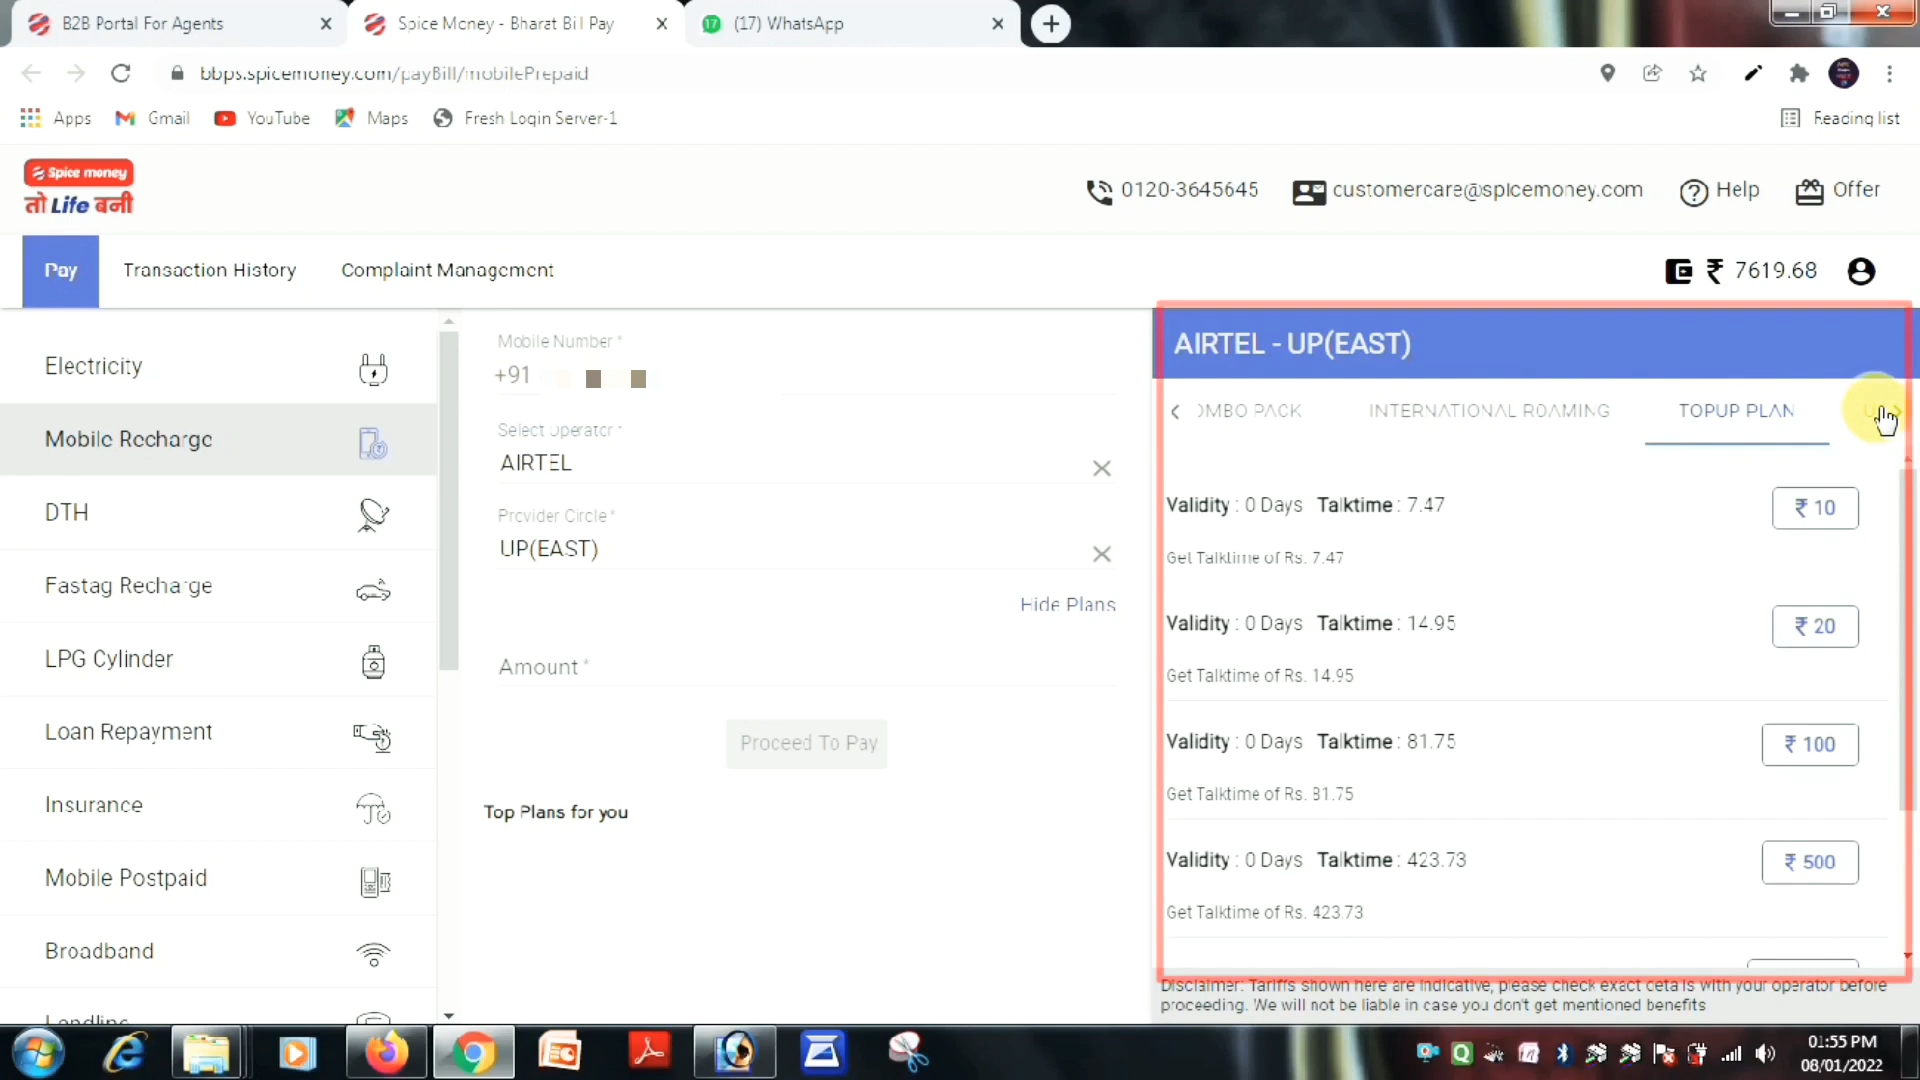 B2B Portal For Agents
Spice Money - Bharat Bill Pay
(17) WhatsApp
bbps.spicemoney.com/payBill/mobilePrepaid
Apps
Gmail
YouTube
Maps
Fresh Login Server-1
Reading list
Spice money
तो Life बनी
0120-3645645
customercare@spicemoney.com
Help
Offer
Pay
Transaction History
Complaint Management
₹ 7619.68
Electricity
Mobile Recharge
DTH
Fastag Recharge
LPG Cylinder
Loan Repayment
Insurance
Mobile Postpaid
Broadband
Mobile Number *
+91
Select Operator *
AIRTEL
Provider Circle *
UP(EAST)
Hide Plans
Amount *
Proceed To Pay
Top Plans for you
AIRTEL - UP(EAST)
OMBO PACK
INTERNATIONAL ROAMING
TOPUP PLAN
Validity : 0 Days Talktime : 7.47
₹ 10
Get Talktime of Rs. 7.47
Validity : 0 Days Talktime : 14.95
₹ 20
Get Talktime of Rs. 14.95
Validity : 0 Days Talktime : 81.75
₹ 100
Get Talktime of Rs. 81.75
Validity : 0 Days Talktime : 423.73
₹ 500
Get Talktime of Rs. 423.73
Disclaimer: Tariffs shown here are indicative, please check exact details with your operator before
proceeding. We will not be liable in case you don't get mentioned benefits
01:55 PM
08/01/2022